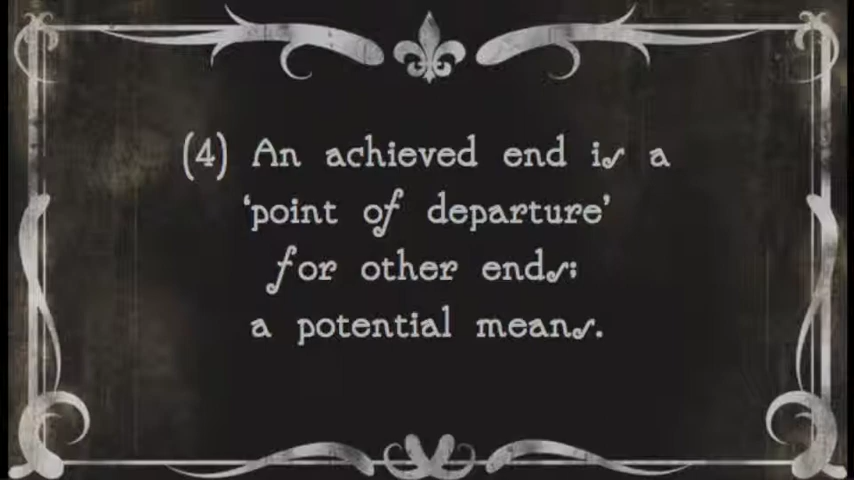 (4) An achieved end is a
‘point of departure’
for other ends;
a potential means.